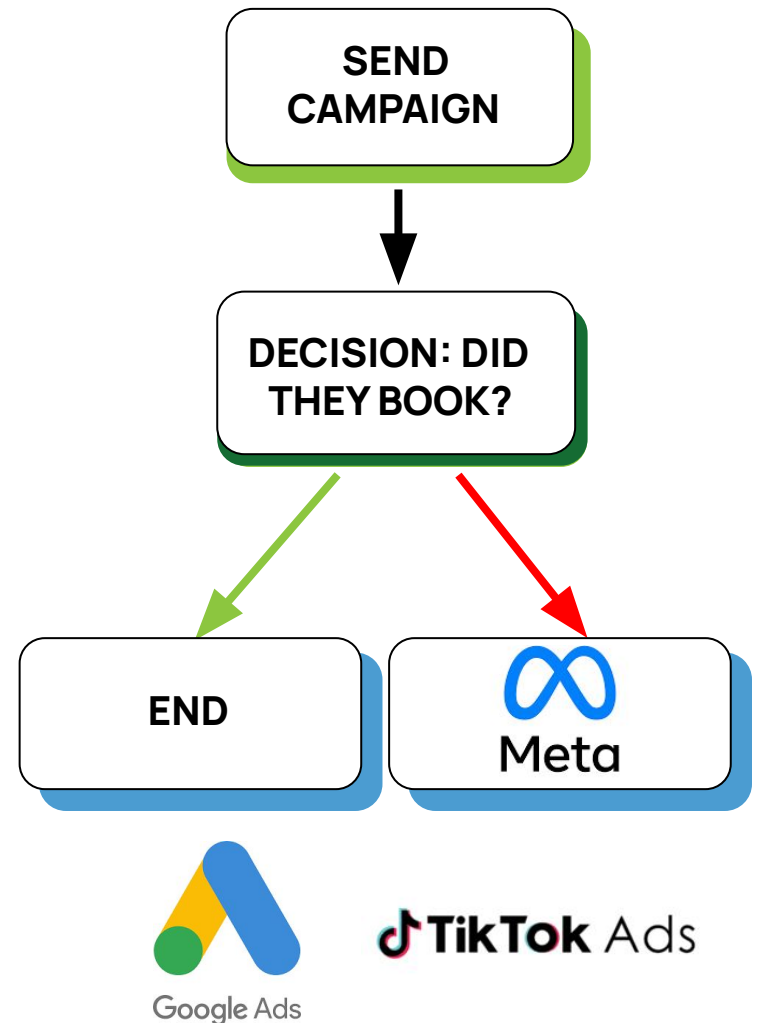 SEND
CAMPAIGN
DECISION: DID
THEY BOOK?
END
Meta
TikTok Ads
Google Ads